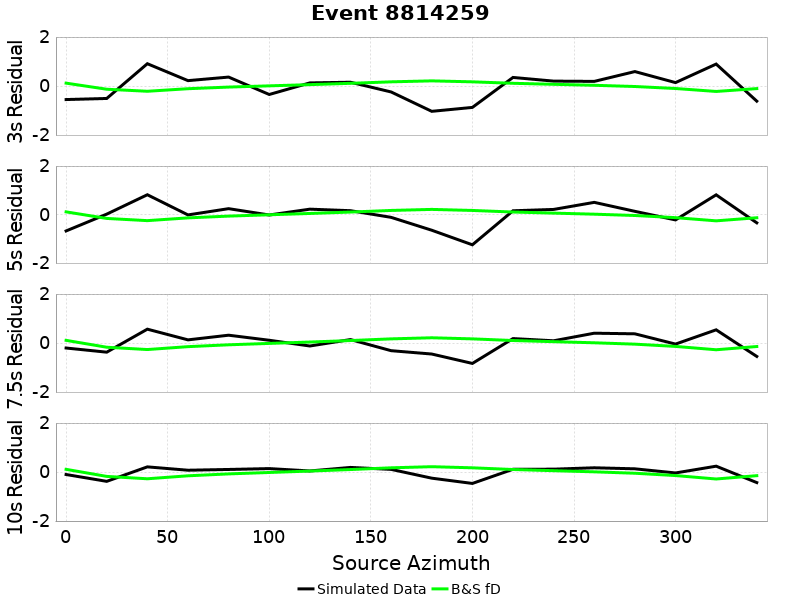 Event 8814259
3s Residual
2
0
-2
5s Residual
2
0
-2
7.5s Residual
2
0
-2
10s Residual
2
0
-2
0 50 100 150 200 250 300
Source Azimuth
Simulated Data B&S fD